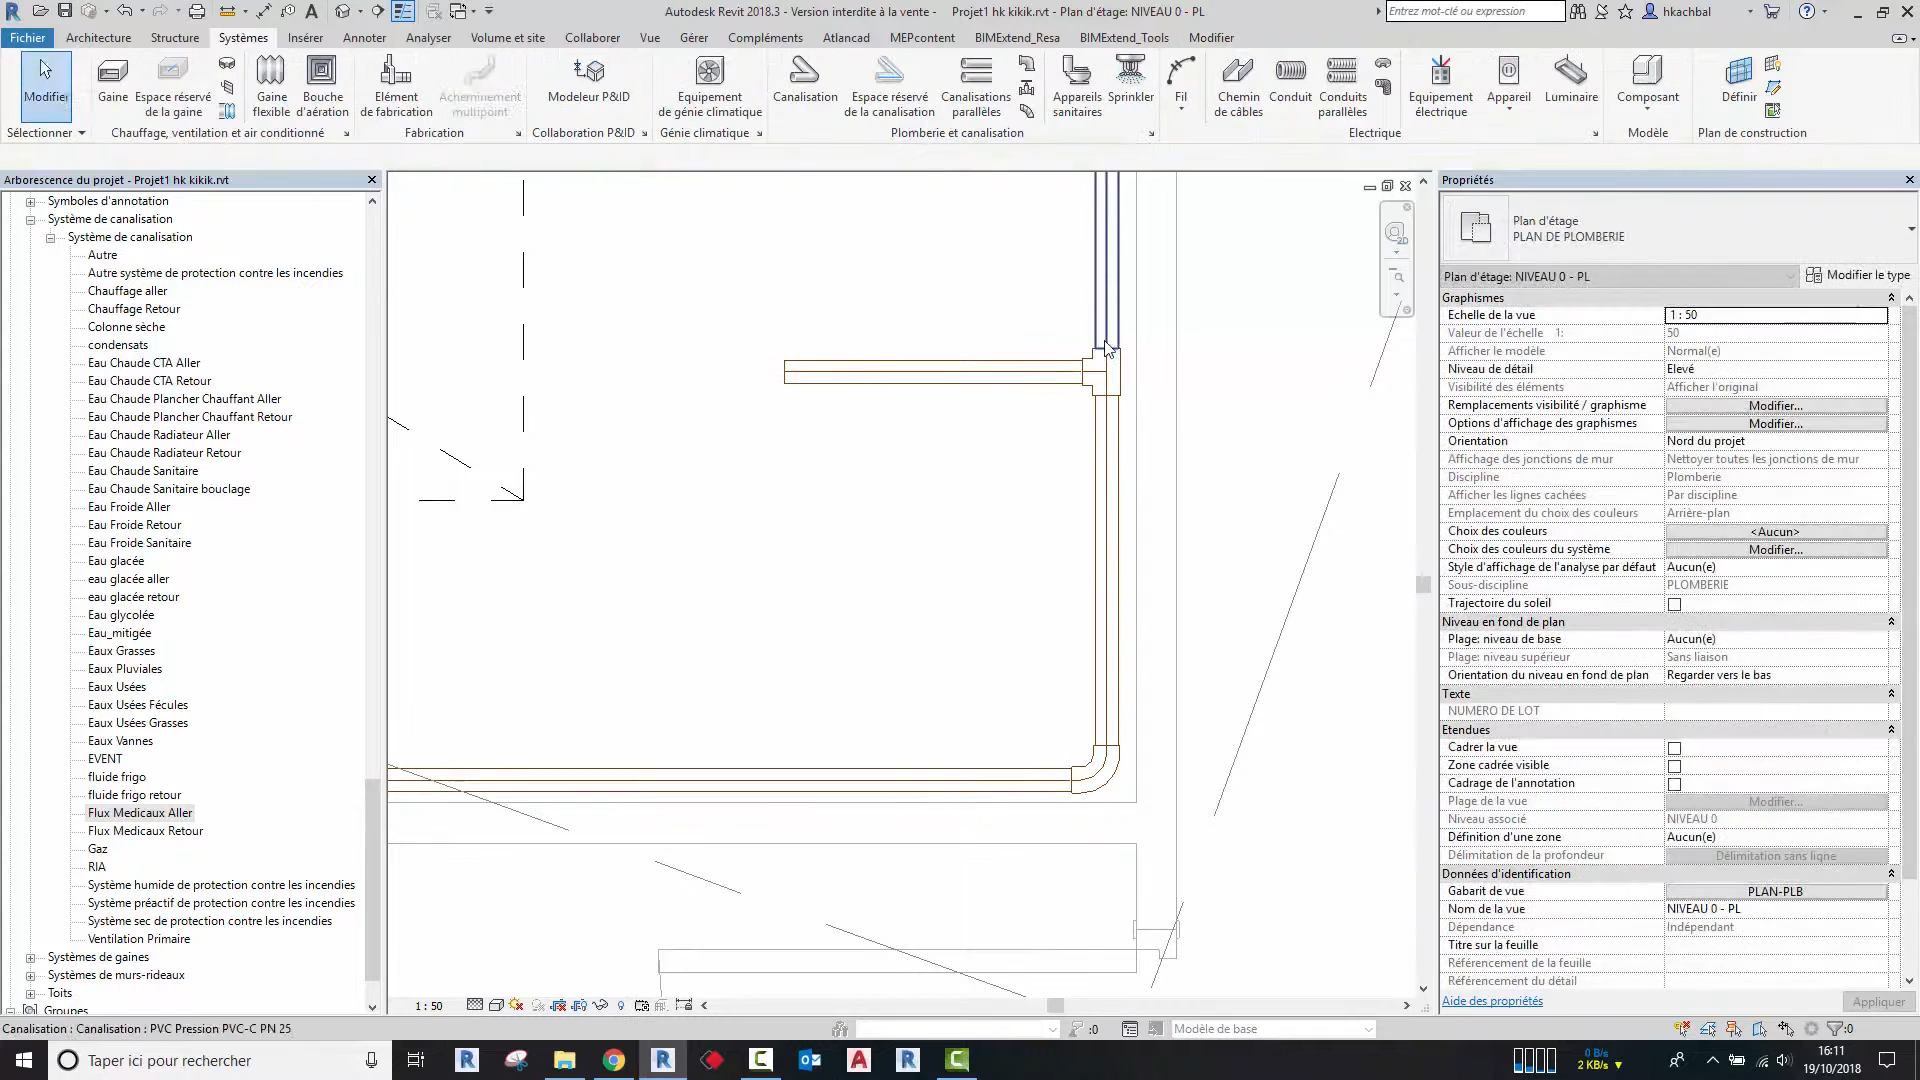 Autodesk Revit 2018.3 - Version interdite à la vente - Projet1 hk kikik.rvt - Plan d'étage: NIVEAU 0 - PL
Entrez mot-clé ou expression
hkachbal
Fichier Architecture Structure Systèmes Insérer Annoter Analyser Volume et site Collaborer Vue Gérer Compléments Atlancad MEPcontent BIMExtend_Resa BIMExtend_Tools Modifier
Modifier
Gaine
Espace réservé
de la gaine
Gaine
flexible
Bouche
d'aération
Elément
de fabrication
Acheminement
multipoint
Modeleur P&ID
Equipement
de génie climatique
Canalisation
Espace réservé
de la canalisation
Canalisations
parallèles
Appareils
sanitaires
Sprinkler
Fil
Chemin
de câbles
Conduit
Conduits
parallèles
Equipement
électrique
Appareil
Luminaire
Composant
Définir
Sélectionner
Chauffage, ventilation et air conditionné
Fabrication
Collaboration P&ID
Génie climatique
Plomberie et canalisation
Electrique
Modèle
Plan de construction
Arborescence du projet - Projet1 hk kikik.rvt
Symboles d'annotation
Système de canalisation
Système de canalisation
Autre
Autre système de protection contre les incendies
Chauffage aller
Chauffage Retour
Colonne sèche
condensats
Eau Chaude CTA Aller
Eau Chaude CTA Retour
Eau Chaude Plancher Chauffant Aller
Eau Chaude Plancher Chauffant Retour
Eau Chaude Radiateur Aller
Eau Chaude Radiateur Retour
Eau Chaude Sanitaire
Eau Chaude Sanitaire bouclage
Eau Froide Aller
Eau Froide Retour
Eau Froide Sanitaire
Eau glacée
eau glacée aller
eau glacée retour
Eau glycolée
Eau_mitigée
Eaux Grasses
Eaux Pluviales
Eaux Usées
Eaux Usées Fécules
Eaux Usées Grasses
Eaux Vannes
EVENT
fluide frigo
fluide frigo retour
Flux Medicaux Aller
Flux Medicaux Retour
Gaz
RIA
Système humide de protection contre les incendies
Système préactif de protection contre les incendies
Système sec de protection contre les incendies
Ventilation Primaire
Systèmes de gaines
Systèmes de murs-rideaux
Toits
Groupes
2D
1 : 50
Propriétés
Plan d'étage
PLAN DE PLOMBERIE
Plan d'étage: NIVEAU 0 - PL
Modifier le type
Graphismes
Echelle de la vue 1 : 50
Valeur de l'échelle 1: 50
Afficher le modèle Normal(e)
Niveau de détail Elevé
Visibilité des éléments Afficher l'original
Remplacements visibilité / graphisme Modifier...
Options d'affichage des graphismes Modifier...
Orientation Nord du projet
Affichage des jonctions de mur Nettoyer toutes les jonctions de mur
Discipline Plomberie
Afficher les lignes cachées Par discipline
Emplacement du choix des couleurs Arrière-plan
Choix des couleurs <Aucun>
Choix des couleurs du système Modifier...
Style d'affichage de l'analyse par défaut Aucun(e)
Sous-discipline PLOMBERIE
Trajectoire du soleil
Niveau en fond de plan
Plage: niveau de base Aucun(e)
Plage: niveau supérieur Sans liaison
Orientation du niveau en fond de plan Regarder vers le bas
Texte
NUMERO DE LOT
Etendues
Cadrer la vue
Zone cadrée visible
Cadrage de l'annotation
Plage de la vue Modifier...
Niveau associé NIVEAU 0
Définition d'une zone Aucun(e)
Délimitation de la profondeur Délimitation sans ligne
Données d'identification
Gabarit de vue PLAN-PLB
Nom de la vue NIVEAU 0 - PL
Dépendance Indépendant
Titre sur la feuille
Référencement de la feuille
Référencement du détail
Aide des propriétés
Appliquer
Canalisation : Canalisation : PVC Pression PVC-C PN 25
:0
Modèle de base
:0
Taper ici pour rechercher
0 B/s
2 KB/s
16:11
19/10/2018